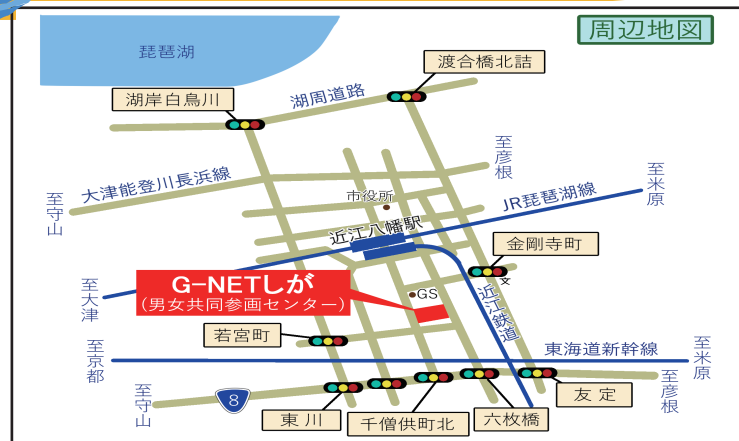 周辺地図
琵琶湖
渡合橋北詰
湖岸白鳥川
湖周道路
至彦根
至米原
大津能登川長浜線
至守山
市役所
JR琵琶湖線
近江八幡駅
金剛寺町
文
至大津
G-NETしが
(男女共同参画センター)
GS
近江鉄道
若宮町
至京都
東海道新幹線
至米原
至彦根
至守山
8
東川
千僧供町北
六枚橋
友定